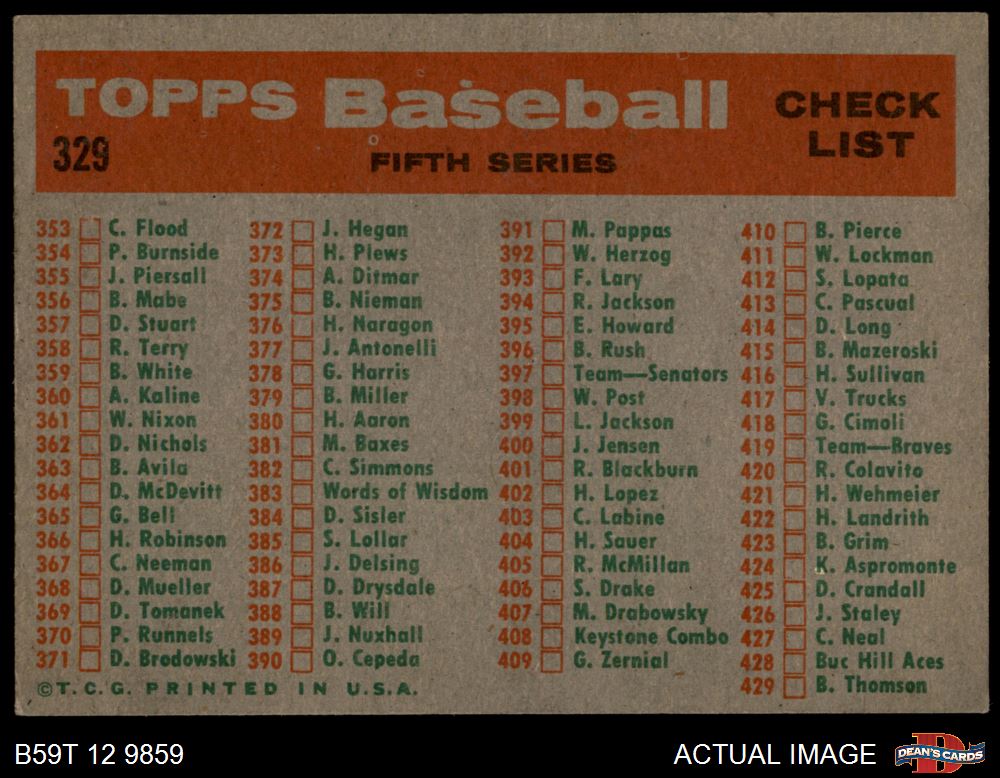 TOPPS Baseball CHECK LIST
329
FIFTH SERIES
353 C. Flood
354 P. Burnside
355 J. Piersall
356 B. Mabe
357 D. Stuart
358 R. Terry
359 B. White
360 A. Kaline
361 W. Nixon
362 D. Nichols
363 B. Avila
364 D. McDevitt
365 G. Bell
366 H. Robinson
367 C. Neeman
368 D. Mueller
369 D. Tomanek
370 P. Runnels
371 D. Brodowski
372 J. Hegan
373 H. Plews
374 A. Ditmar
375 B. Nieman
376 H. Naragon
377 J. Antonelli
378 G. Harris
379 B. Miller
380 H. Aaron
381 M. Baxes
382 C. Simmons
383 Words of Wisdom
384 D. Sisler
385 S. Lollar
386 J. Delsing
387 D. Drysdale
388 B. Will
389 J. Nuxhall
390 O. Cepeda
391 M. Pappas
392 W. Herzog
393 F. Lary
394 R. Jackson
395 E. Howard
396 B. Rush
397 Team—Senators
398 W. Post
399 L. Jackson
400 J. Jensen
401 R. Blackburn
402 H. Lopez
403 C. Labine
404 H. Sauer
405 R. McMillan
406 S. Drake
407 M. Drabowsky
408 Keystone Combo
409 G. Zernial
410 B. Pierce
411 W. Lockman
412 S. Lopata
413 C. Pascual
414 D. Long
415 B. Mazeroski
416 H. Sullivan
417 V. Trucks
418 G. Cimoli
419 Team—Braves
420 R. Colavito
421 H. Wehmeier
422 H. Landrith
423 B. Grim
424 K. Aspromonte
425 D. Crandall
426 J. Staley
427 C. Neal
428 Buc Hill Aces
429 B. Thomson
©T.C.G. PRINTED IN U.S.A.
B59T 12 9859
ACTUAL IMAGE
D
DEAN'S CARDS